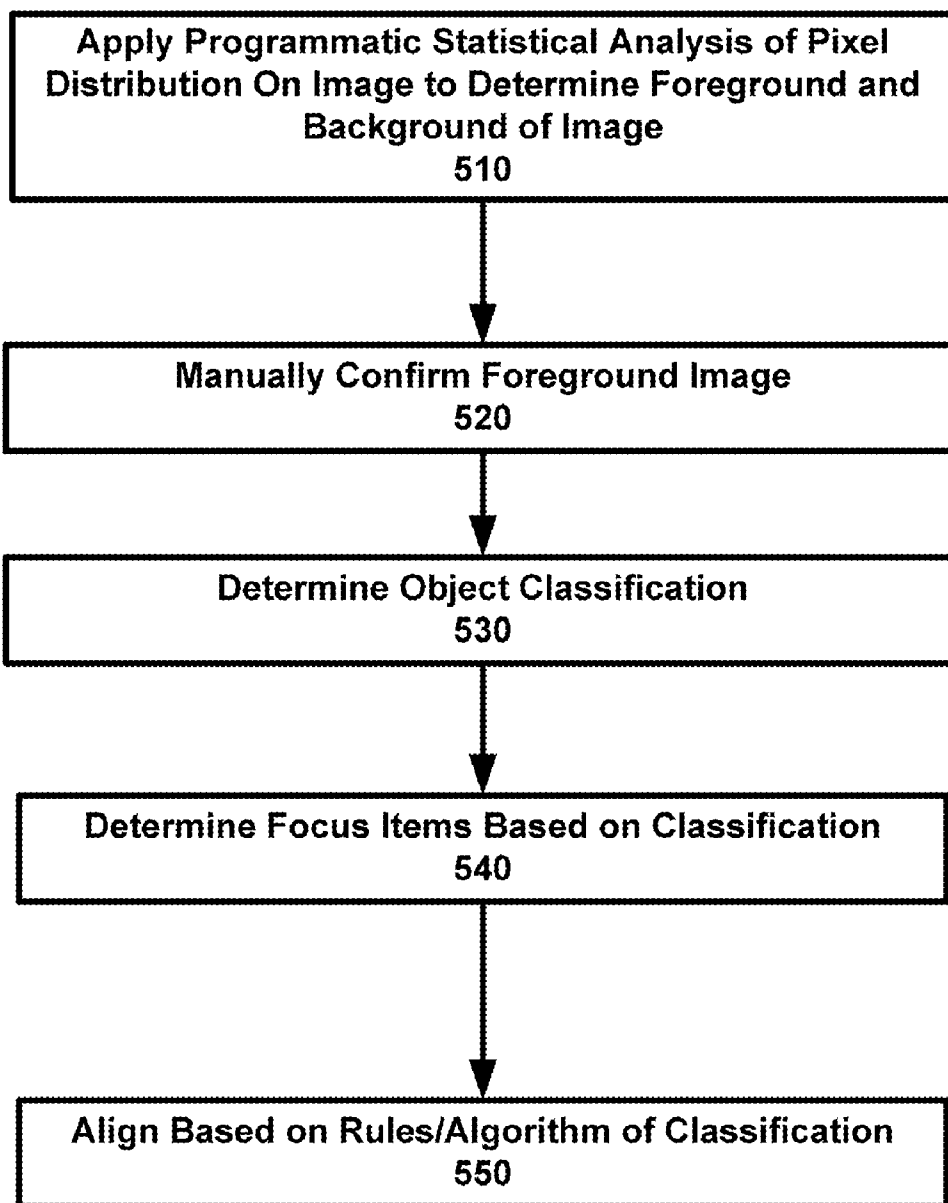 Apply Programmatic Statistical Analysis of Pixel
Distribution On Image to Determine Foreground and
Background of Image
510
Manually Confirm Foreground Image
520
Determine Object Classification
530
Determine Focus Items Based on Classification
540
Align Based on Rules/Algorithm of Classification
550